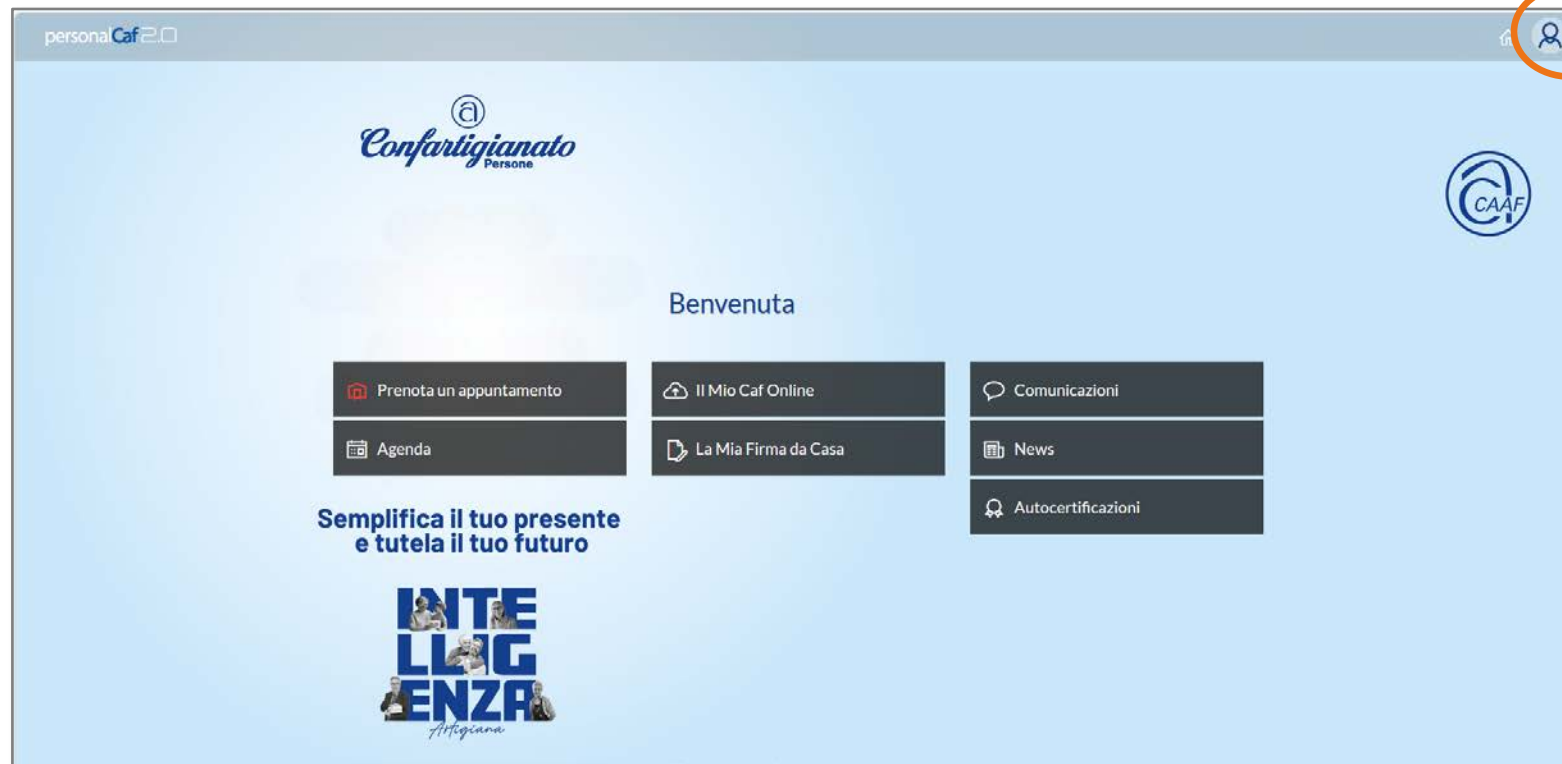 personalCaf2.0
a
Confartigianato
Persone
CAAF
Benvenuta
Prenota un appuntamento
Agenda
Il Mio Caf Online
La Mia Firma da Casa
Comunicazioni
News
Autocertificazioni
Semplifica il tuo presente
e tutela il tuo futuro
INTE
LLIG
ENZA
Artigiana